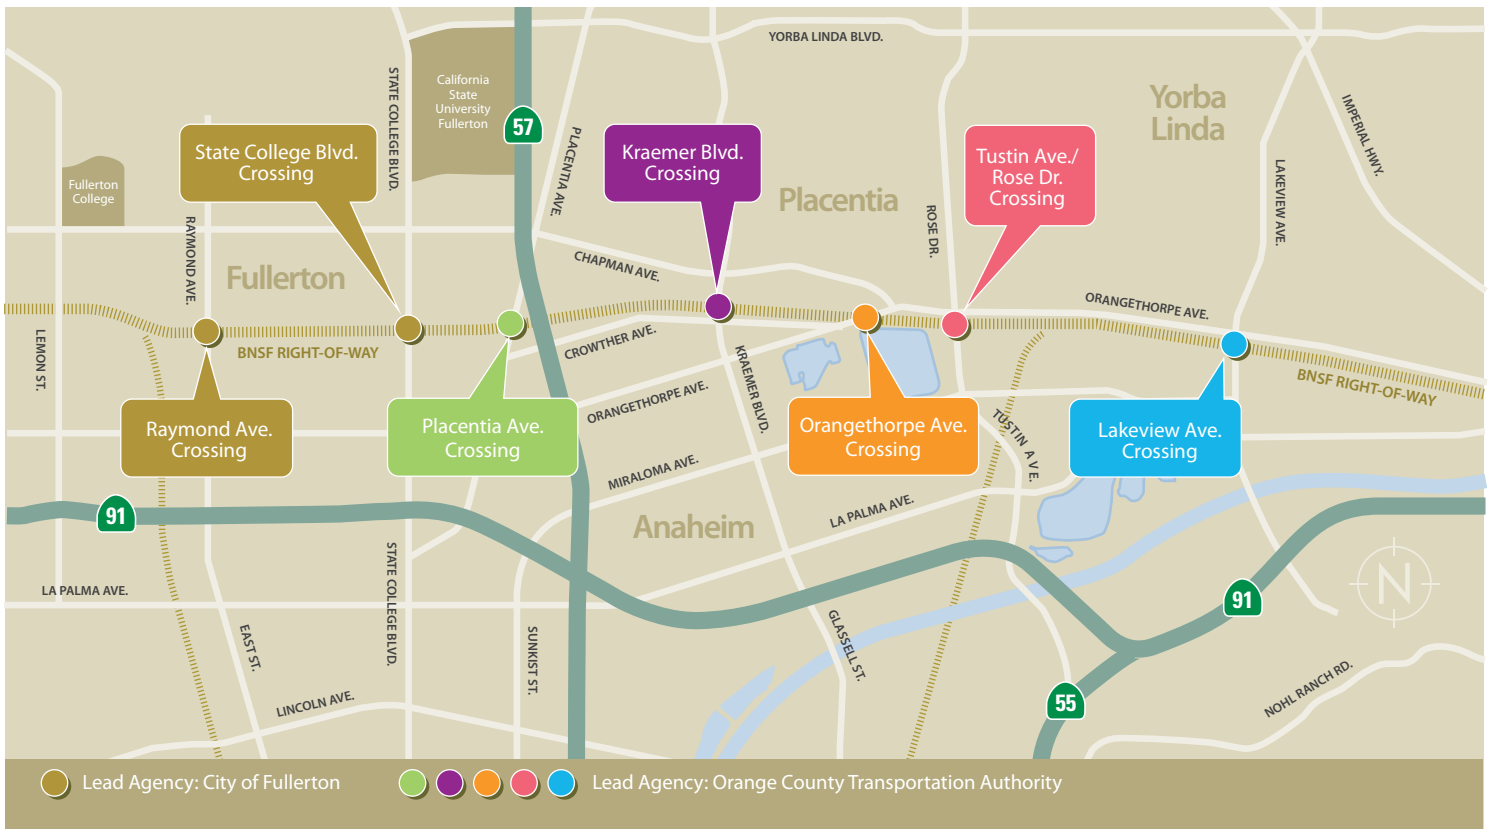 YORBA LINDA BLVD.
California
State
University
Fullerton
STATE COLLEGE BLVD.
57
Yorba
Linda
IMPERIAL HWY.
PLACENTIA AVE.
State College Blvd.
Crossing
Kraemer Blvd.
Crossing
Tustin Ave./
Rose Dr.
Crossing
Fullerton
College
Placentia
LAKEVIEW AVE.
RAYMOND AVE.
ROSE DR.
Fullerton
CHAPMAN AVE.
ORANGETHORPE AVE.
LEMON ST.
BNSF RIGHT-OF-WAY
CROWTHER AVE.
KRAEMER BLVD.
BNSF RIGHT-OF-WAY
ORANGETHORPE AVE.
Raymond Ave.
Crossing
Placentia Ave.
Crossing
Orangethorpe Ave.
Crossing
TUSTIN AVE.
Lakeview Ave.
Crossing
MIRALOMA AVE.
91
Anaheim
LA PALMA AVE.
STATE COLLEGE BLVD.
N
LA PALMA AVE.
91
EAST ST.
SUNKIST ST.
GLASSELL ST.
LINCOLN AVE.
55
NOHL RANCH RD.
Lead Agency: City of Fullerton
Lead Agency: Orange County Transportation Authority